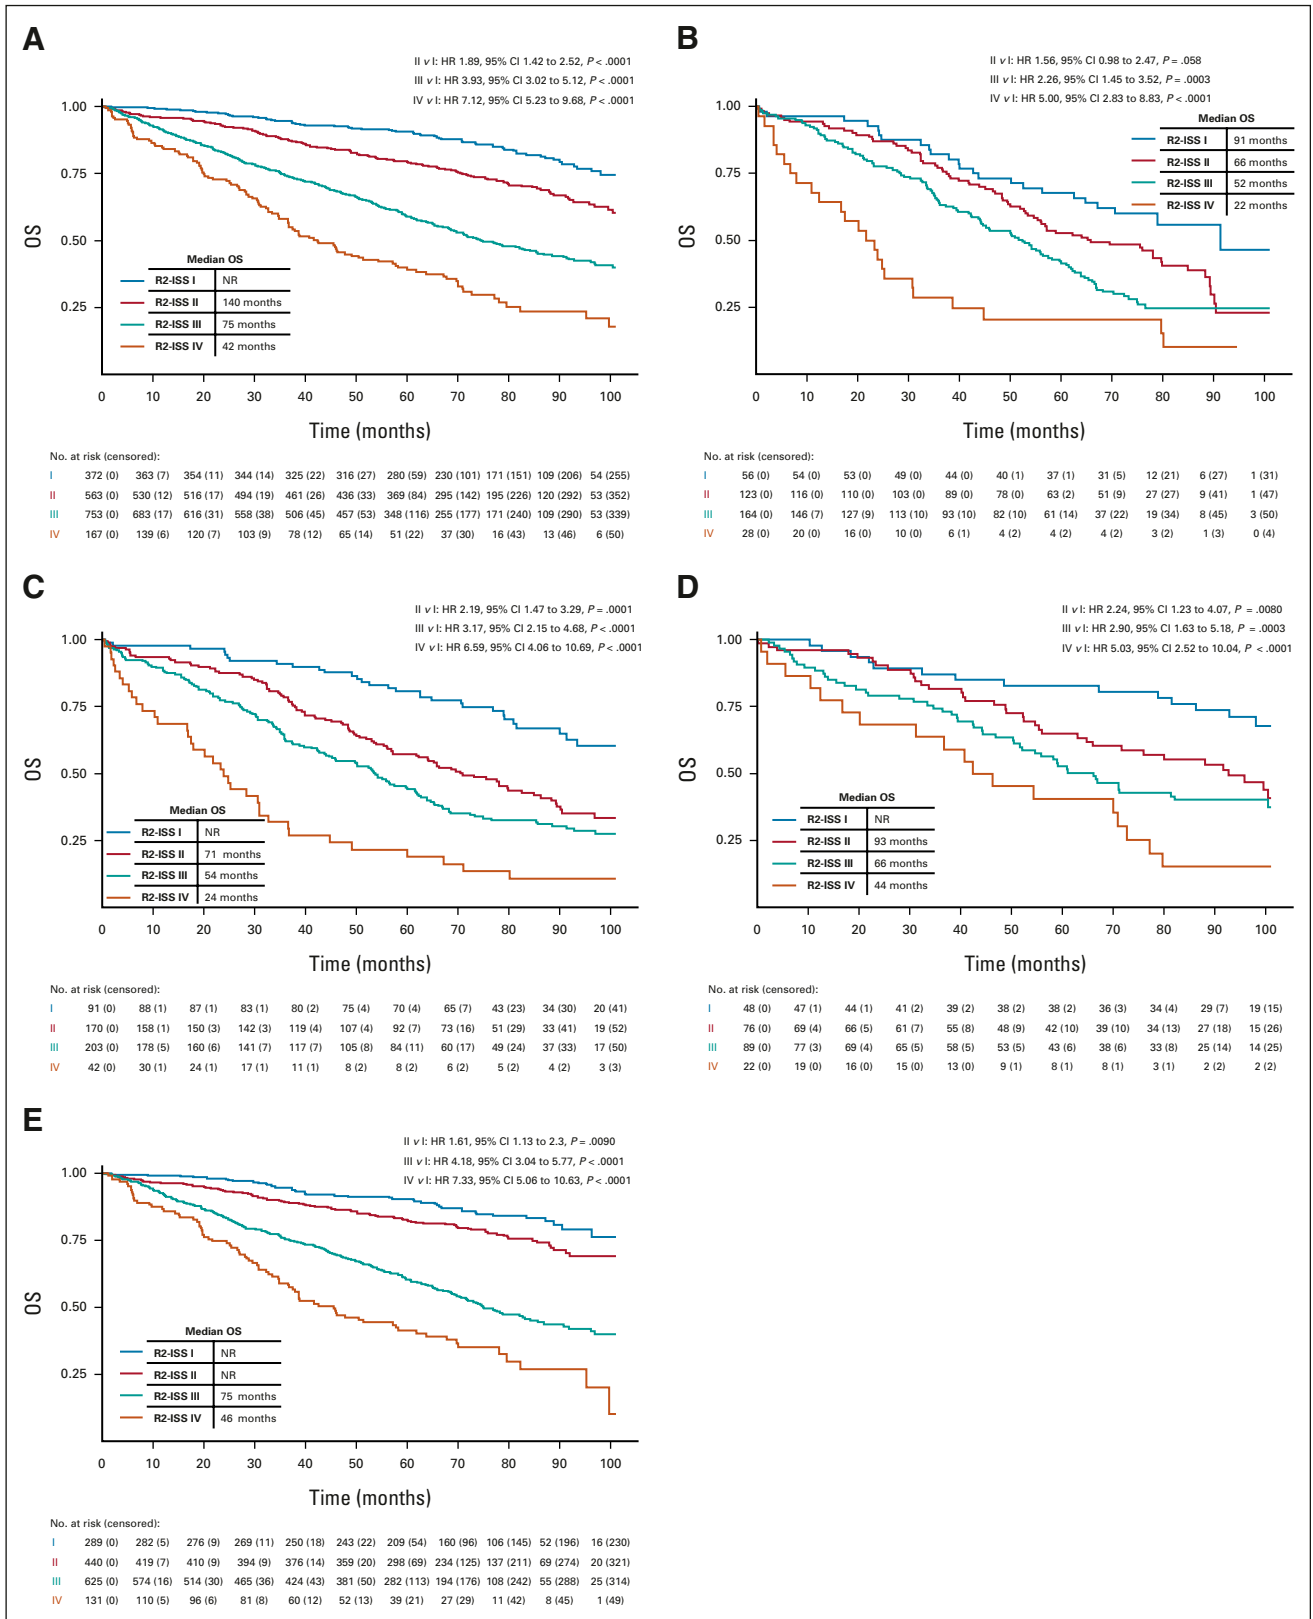 A
II v I: HR 1.89, 95% CI 1.42 to 2.52, P < .0001
III v I: HR 3.93, 95% CI 3.02 to 5.12, P < .0001
IV v I: HR 7.12, 95% CI 5.23 to 9.68, P < .0001
1.00
0.75
0.50
0.25
OS
Median OS
R2-ISS I NR
R2-ISS II 140 months
R2-ISS III 75 months
R2-ISS IV 42 months
0 10 20 30 40 50 60 70 80 90 100
Time (months)
No. at risk (censored):
I 372 (0) 363 (7) 354 (11) 344 (14) 325 (22) 316 (27) 280 (59) 230 (101) 171 (151) 109 (206) 54 (255)
II 563 (0) 530 (12) 516 (17) 494 (19) 461 (26) 436 (33) 369 (84) 295 (142) 195 (226) 120 (292) 53 (352)
III 753 (0) 683 (17) 616 (31) 558 (38) 506 (45) 457 (53) 348 (116) 255 (177) 171 (240) 109 (290) 53 (339)
IV 167 (0) 139 (6) 120 (7) 103 (9) 78 (12) 65 (14) 51 (22) 37 (30) 16 (43) 13 (46) 6 (50)
B
II v I: HR 1.56, 95% CI 0.98 to 2.47, P = .058
III v I: HR 2.26, 95% CI 1.45 to 3.52, P = .0003
IV v I: HR 5.00, 95% CI 2.83 to 8.83, P < .0001
1.00
0.75
0.50
0.25
OS
Median OS
R2-ISS I 91 months
R2-ISS II 66 months
R2-ISS III 52 months
R2-ISS IV 22 months
0 10 20 30 40 50 60 70 80 90 100
Time (months)
No. at risk (censored):
I 56 (0) 54 (0) 53 (0) 49 (0) 44 (0) 40 (1) 37 (1) 31 (5) 12 (21) 6 (27) 1 (31)
II 123 (0) 116 (0) 110 (0) 103 (0) 89 (0) 78 (0) 63 (2) 51 (9) 27 (27) 9 (41) 1 (47)
III 164 (0) 146 (7) 127 (9) 113 (10) 93 (10) 82 (10) 61 (14) 37 (22) 19 (34) 8 (45) 3 (50)
IV 28 (0) 20 (0) 16 (0) 10 (0) 6 (1) 4 (2) 4 (2) 4 (2) 3 (2) 1 (3) 0 (4)
C
II v I: HR 2.19, 95% CI 1.47 to 3.29, P = .0001
III v I: HR 3.17, 95% CI 2.15 to 4.68, P < .0001
IV v I: HR 6.59, 95% CI 4.06 to 10.69, P < .0001
1.00
0.75
0.50
0.25
OS
Median OS
R2-ISS I NR
R2-ISS II 71 months
R2-ISS III 54 months
R2-ISS IV 24 months
0 10 20 30 40 50 60 70 80 90 100
Time (months)
No. at risk (censored):
I 91 (0) 88 (1) 87 (1) 83 (1) 80 (2) 75 (4) 70 (4) 65 (7) 43 (23) 34 (30) 20 (41)
II 170 (0) 158 (1) 150 (3) 142 (3) 119 (4) 107 (4) 92 (7) 73 (16) 51 (29) 33 (41) 19 (52)
III 203 (0) 178 (5) 160 (6) 141 (7) 117 (7) 105 (8) 84 (11) 60 (17) 49 (24) 37 (33) 17 (50)
IV 42 (0) 30 (1) 24 (1) 17 (1) 11 (1) 8 (2) 8 (2) 6 (2) 5 (2) 4 (2) 3 (3)
D
II v I: HR 2.24, 95% CI 1.23 to 4.07, P = .0080
III v I: HR 2.90, 95% CI 1.63 to 5.18, P = .0003
IV v I: HR 5.03, 95% CI 2.52 to 10.04, P < .0001
1.00
0.75
0.50
0.25
OS
Median OS
R2-ISS I NR
R2-ISS II 93 months
R2-ISS III 66 months
R2-ISS IV 44 months
0 10 20 30 40 50 60 70 80 90 100
Time (months)
No. at risk (censored):
I 48 (0) 47 (1) 44 (1) 41 (2) 39 (2) 38 (2) 38 (2) 36 (3) 34 (4) 29 (7) 19 (15)
II 76 (0) 69 (4) 66 (5) 61 (7) 55 (8) 48 (9) 42 (10) 39 (10) 34 (13) 27 (18) 15 (26)
III 89 (0) 77 (3) 69 (4) 65 (5) 58 (5) 53 (5) 43 (6) 38 (6) 33 (8) 25 (14) 14 (25)
IV 22 (0) 19 (0) 16 (0) 15 (0) 13 (0) 9 (1) 8 (1) 8 (1) 3 (1) 2 (2) 2 (2)
E
II v I: HR 1.61, 95% CI 1.13 to 2.3, P = .0090
III v I: HR 4.18, 95% CI 3.04 to 5.77, P < .0001
IV v I: HR 7.33, 95% CI 5.06 to 10.63, P < .0001
1.00
0.75
0.50
0.25
OS
Median OS
R2-ISS I NR
R2-ISS II NR
R2-ISS III 75 months
R2-ISS IV 46 months
0 10 20 30 40 50 60 70 80 90 100
Time (months)
No. at risk (censored):
I 289 (0) 282 (5) 276 (9) 269 (11) 250 (18) 243 (22) 209 (54) 160 (96) 106 (145) 52 (196) 16 (230)
II 440 (0) 419 (7) 410 (9) 394 (9) 376 (14) 359 (20) 298 (69) 234 (125) 137 (211) 69 (274) 20 (321)
III 625 (0) 574 (16) 514 (30) 465 (36) 424 (43) 381 (50) 282 (113) 194 (176) 108 (242) 55 (288) 25 (314)
IV 131 (0) 110 (5) 96 (6) 81 (8) 60 (12) 52 (13) 39 (21) 27 (29) 11 (42) 8 (45) 1 (49)